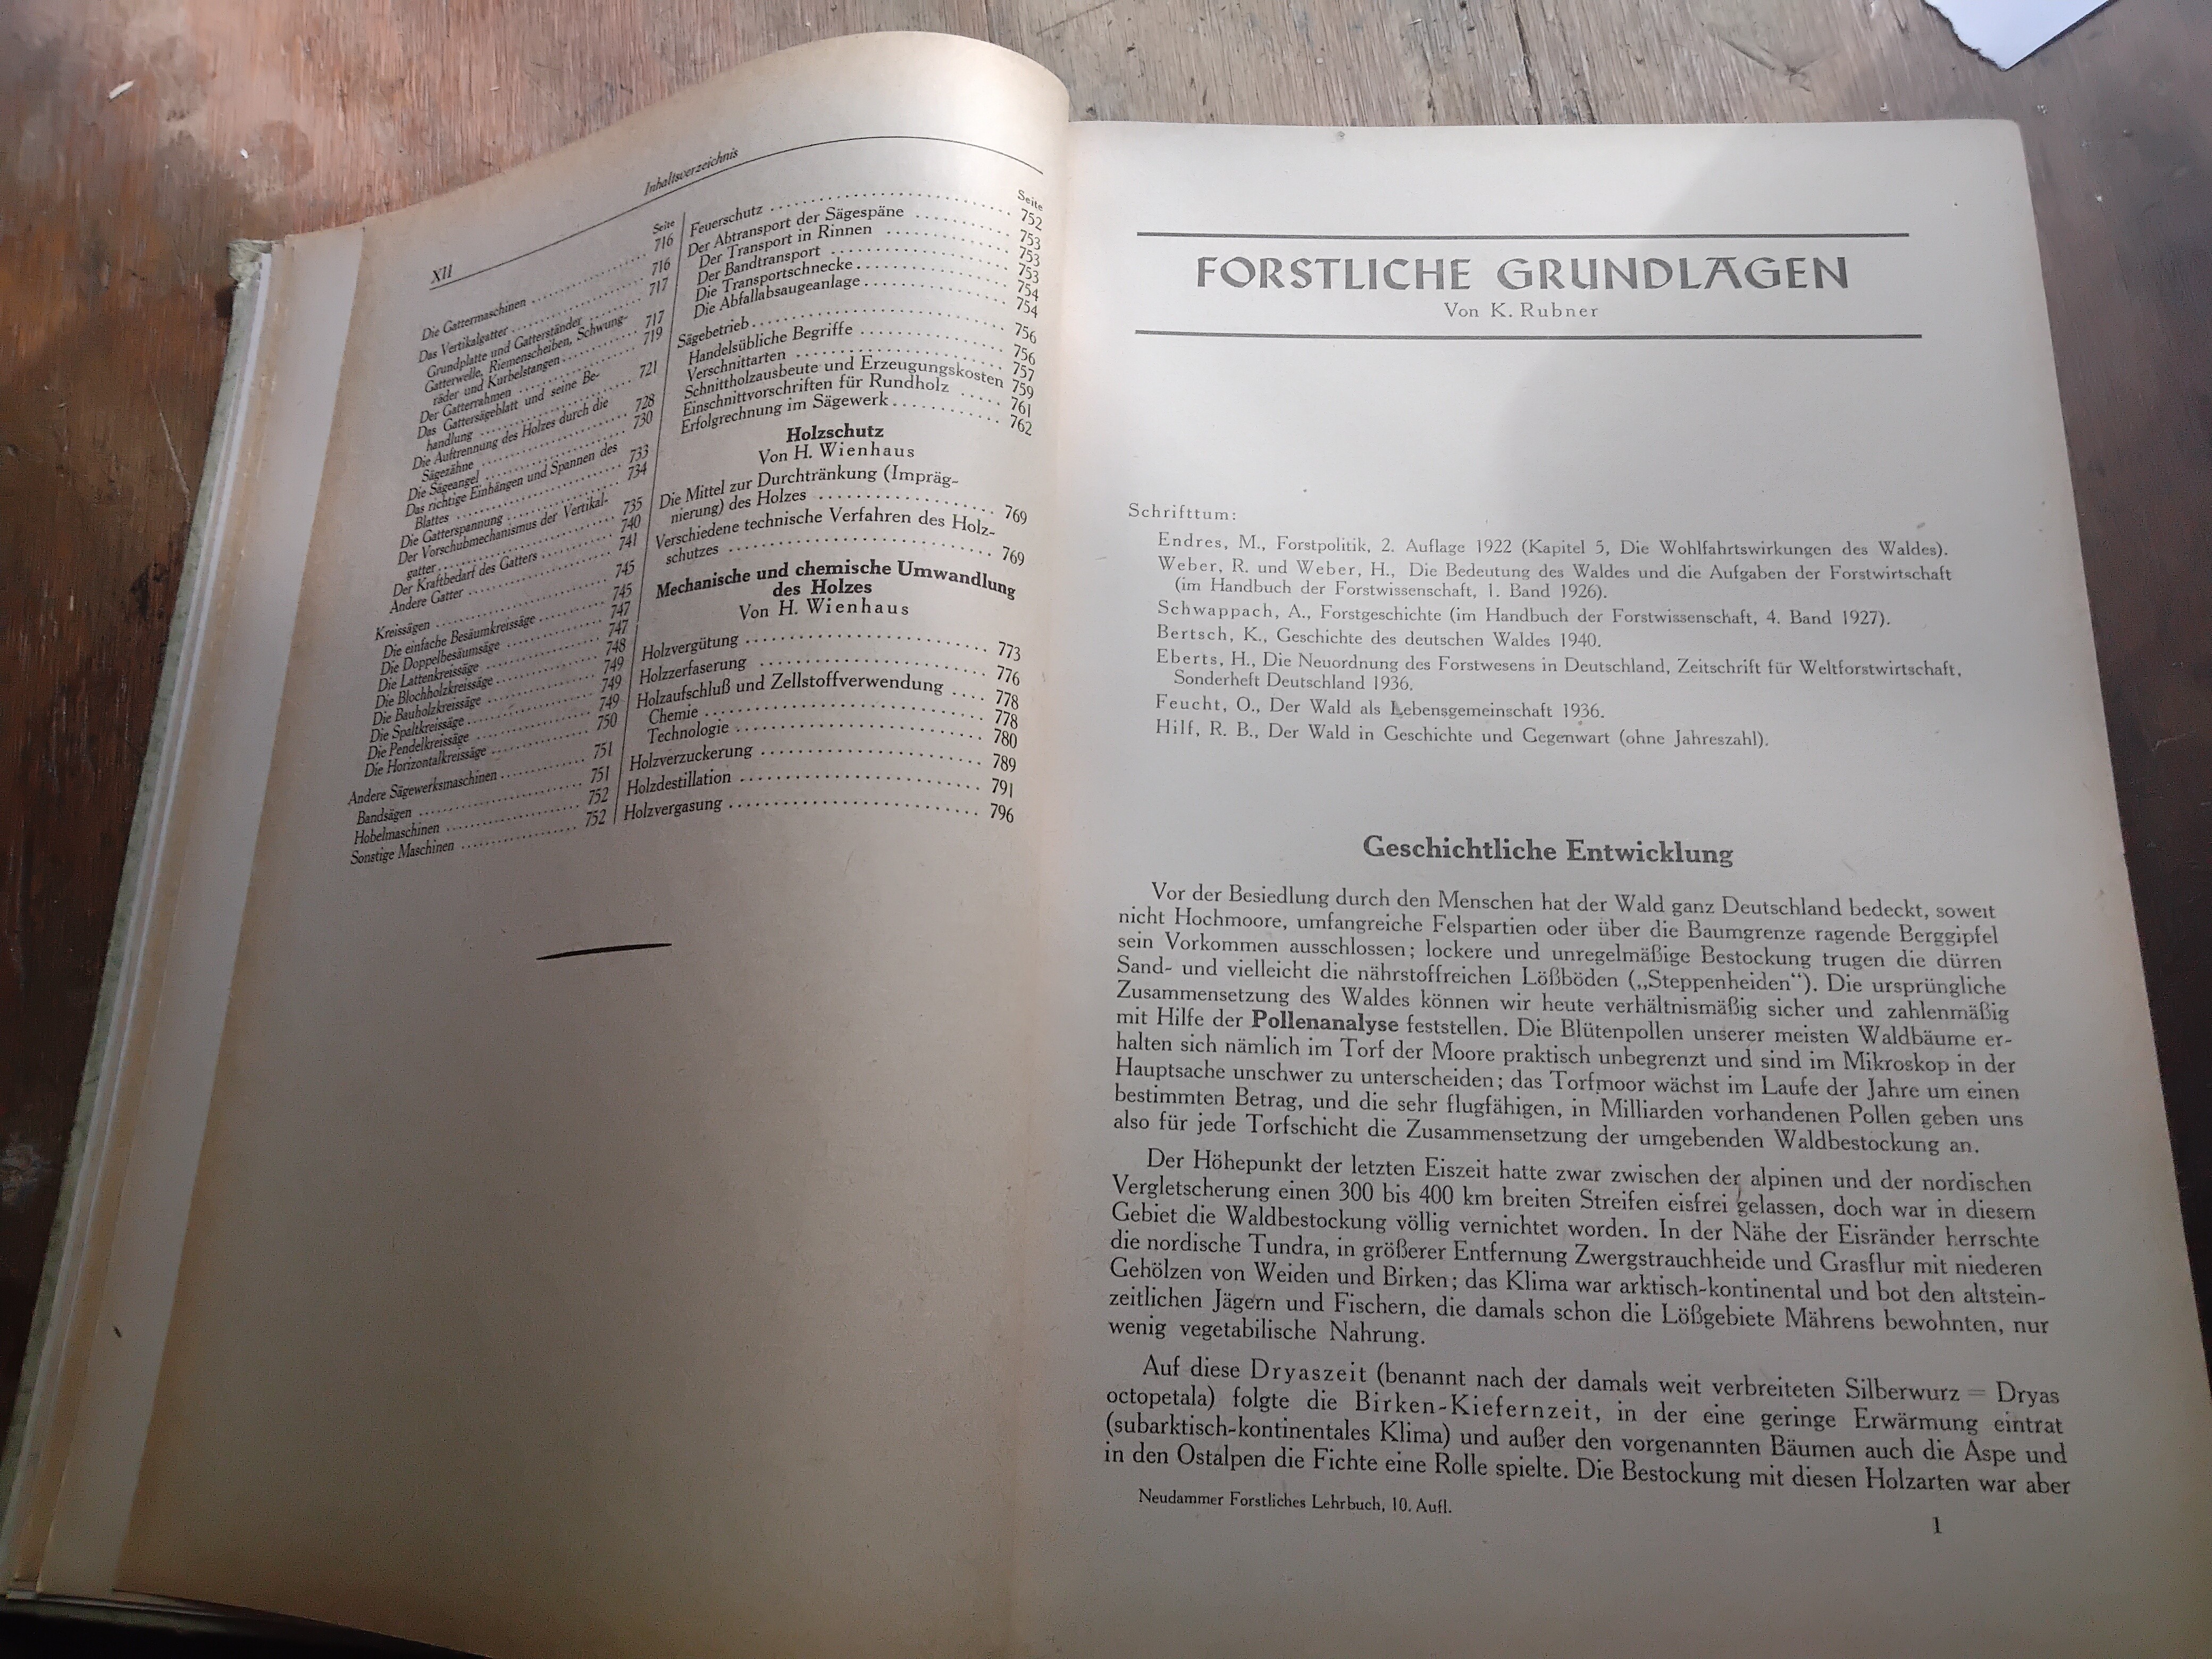 XII
Inhaltsverzeichnis
Seite
Die Gattermaschinen .......... 716
Das Vertikalgatter .......... 716
Grundplatte und Gatterständer .......... 717
Gatterwelle, Riemenscheiben, Schwung-
räder und Kurbelstangen .......... 717
Der Gatterrahmen .......... 719
Das Gattersägeblatt und seine Be-
handlung .......... 721
Die Auftrennung des Holzes durch die
Sägezähne .......... 728
Die Sägeangel .......... 730
Das richtige Einhängen und Spannen des
Blattes .......... 733
Die Gatterspannung .......... 734
Der Vorschubmechanismus der Vertikal-
gatter .......... 735
Der Kraftbedarf des Gatters .......... 740
Andere Gatter .......... 741
Kreissägen .......... 745
Die einfache Besäumkreissäge .......... 745
Die Doppelbesäumsäge .......... 747
Die Lattenkreissäge .......... 747
Die Blochholzkreissäge .......... 748
Die Bauholzkreissäge .......... 749
Die Spaltkreissäge .......... 749
Die Pendelkreissäge .......... 749
Die Horizontalkreissäge .......... 750
Andere Sägewerksmaschinen .......... 751
Bandsägen .......... 751
Hobelmaschinen .......... 752
Sonstige Maschinen .......... 752
Seite
Feuerschutz .......... 752
Der Abtransport der Sägespäne .......... 753
Der Transport in Rinnen .......... 753
Der Bandtransport .......... 753
Die Transportschnecke .......... 754
Die Abfallabsaugeanlage .......... 754
Sägebetrieb .......... 756
Handelsübliche Begriffe .......... 756
Verschnittarten .......... 757
Schnittholzausbeute und Erzeugungskosten 759
Einschnittvorschriften für Rundholz ..... 761
Erfolgrechnung im Sägewerk .......... 762
Holzschutz
Von H. Wienhaus
Die Mittel zur Durchtränkung (Impräg-
nierung) des Holzes .......... 769
Verschiedene technische Verfahren des Holz-
schutzes .......... 769
Mechanische und chemische Umwandlung
des Holzes
Von H. Wienhaus
Holzvergütung .......... 773
Holzzerfaserung .......... 776
Holzaufschluß und Zellstoffverwendung .... 778
Chemie .......... 778
Technologie .......... 780
Holzverzuckerung .......... 789
Holzdestillation .......... 791
Holzvergasung .......... 796
FORSTLICHE GRUNDLAGEN
Von K. Rubner
Schrifttum:
Endres, M., Forstpolitik, 2. Auflage 1922 (Kapitel 5, Die Wohlfahrtswirkungen des Waldes).
Weber, R. und Weber, H., Die Bedeutung des Waldes und die Aufgaben der Forstwirtschaft
(im Handbuch der Forstwissenschaft, 1. Band 1926).
Schwappach, A., Forstgeschichte (im Handbuch der Forstwissenschaft, 4. Band 1927).
Bertsch, K., Geschichte des deutschen Waldes 1940.
Eberts, H., Die Neuordnung des Forstwesens in Deutschland, Zeitschrift für Weltforstwirtschaft,
Sonderheft Deutschland 1936.
Feucht, O., Der Wald als Lebensgemeinschaft 1936.
Hilf, R. B., Der Wald in Geschichte und Gegenwart (ohne Jahreszahl).
Geschichtliche Entwicklung
Vor der Besiedlung durch den Menschen hat der Wald ganz Deutschland bedeckt, soweit
nicht Hochmoore, umfangreiche Felspartien oder über die Baumgrenze ragende Berggipfel
sein Vorkommen ausschlossen; lockere und unregelmäßige Bestockung trugen die dürren
Sand- und vielleicht die nährstoffreichen Lößböden („Steppenheiden“). Die ursprüngliche
Zusammensetzung des Waldes können wir heute verhältnismäßig sicher und zahlenmäßig
mit Hilfe der Pollenanalyse feststellen. Die Blütenpollen unserer meisten Waldbäume er-
halten sich nämlich im Torf der Moore praktisch unbegrenzt und sind im Mikroskop in der
Hauptsache unschwer zu unterscheiden; das Torfmoor wächst im Laufe der Jahre um einen
bestimmten Betrag, und die sehr flugfähigen, in Milliarden vorhandenen Pollen geben uns
also für jede Torfschicht die Zusammensetzung der umgebenden Waldbestockung an.
Der Höhepunkt der letzten Eiszeit hatte zwar zwischen der alpinen und der nordischen
Vergletscherung einen 300 bis 400 km breiten Streifen eisfrei gelassen, doch war in diesem
Gebiet die Waldbestockung völlig vernichtet worden. In der Nähe der Eisränder herrschte
die nordische Tundra, in größerer Entfernung Zwergstrauchheide und Grasflur mit niederen
Gehölzen von Weiden und Birken; das Klima war arktisch-kontinental und bot den altstein-
zeitlichen Jägern und Fischern, die damals schon die Lößgebiete Mährens bewohnten, nur
wenig vegetabilische Nahrung.
Auf diese Dryaszeit (benannt nach der damals weit verbreiteten Silberwurz = Dryas
octopetala) folgte die Birken-Kiefernzeit, in der eine geringe Erwärmung eintrat
(subarktisch-kontinentales Klima) und außer den vorgenannten Bäumen auch die Aspe und
in den Ostalpen die Fichte eine Rolle spielte. Die Bestockung mit diesen Holzarten war aber
Neudammer Forstliches Lehrbuch, 10. Aufl.
1